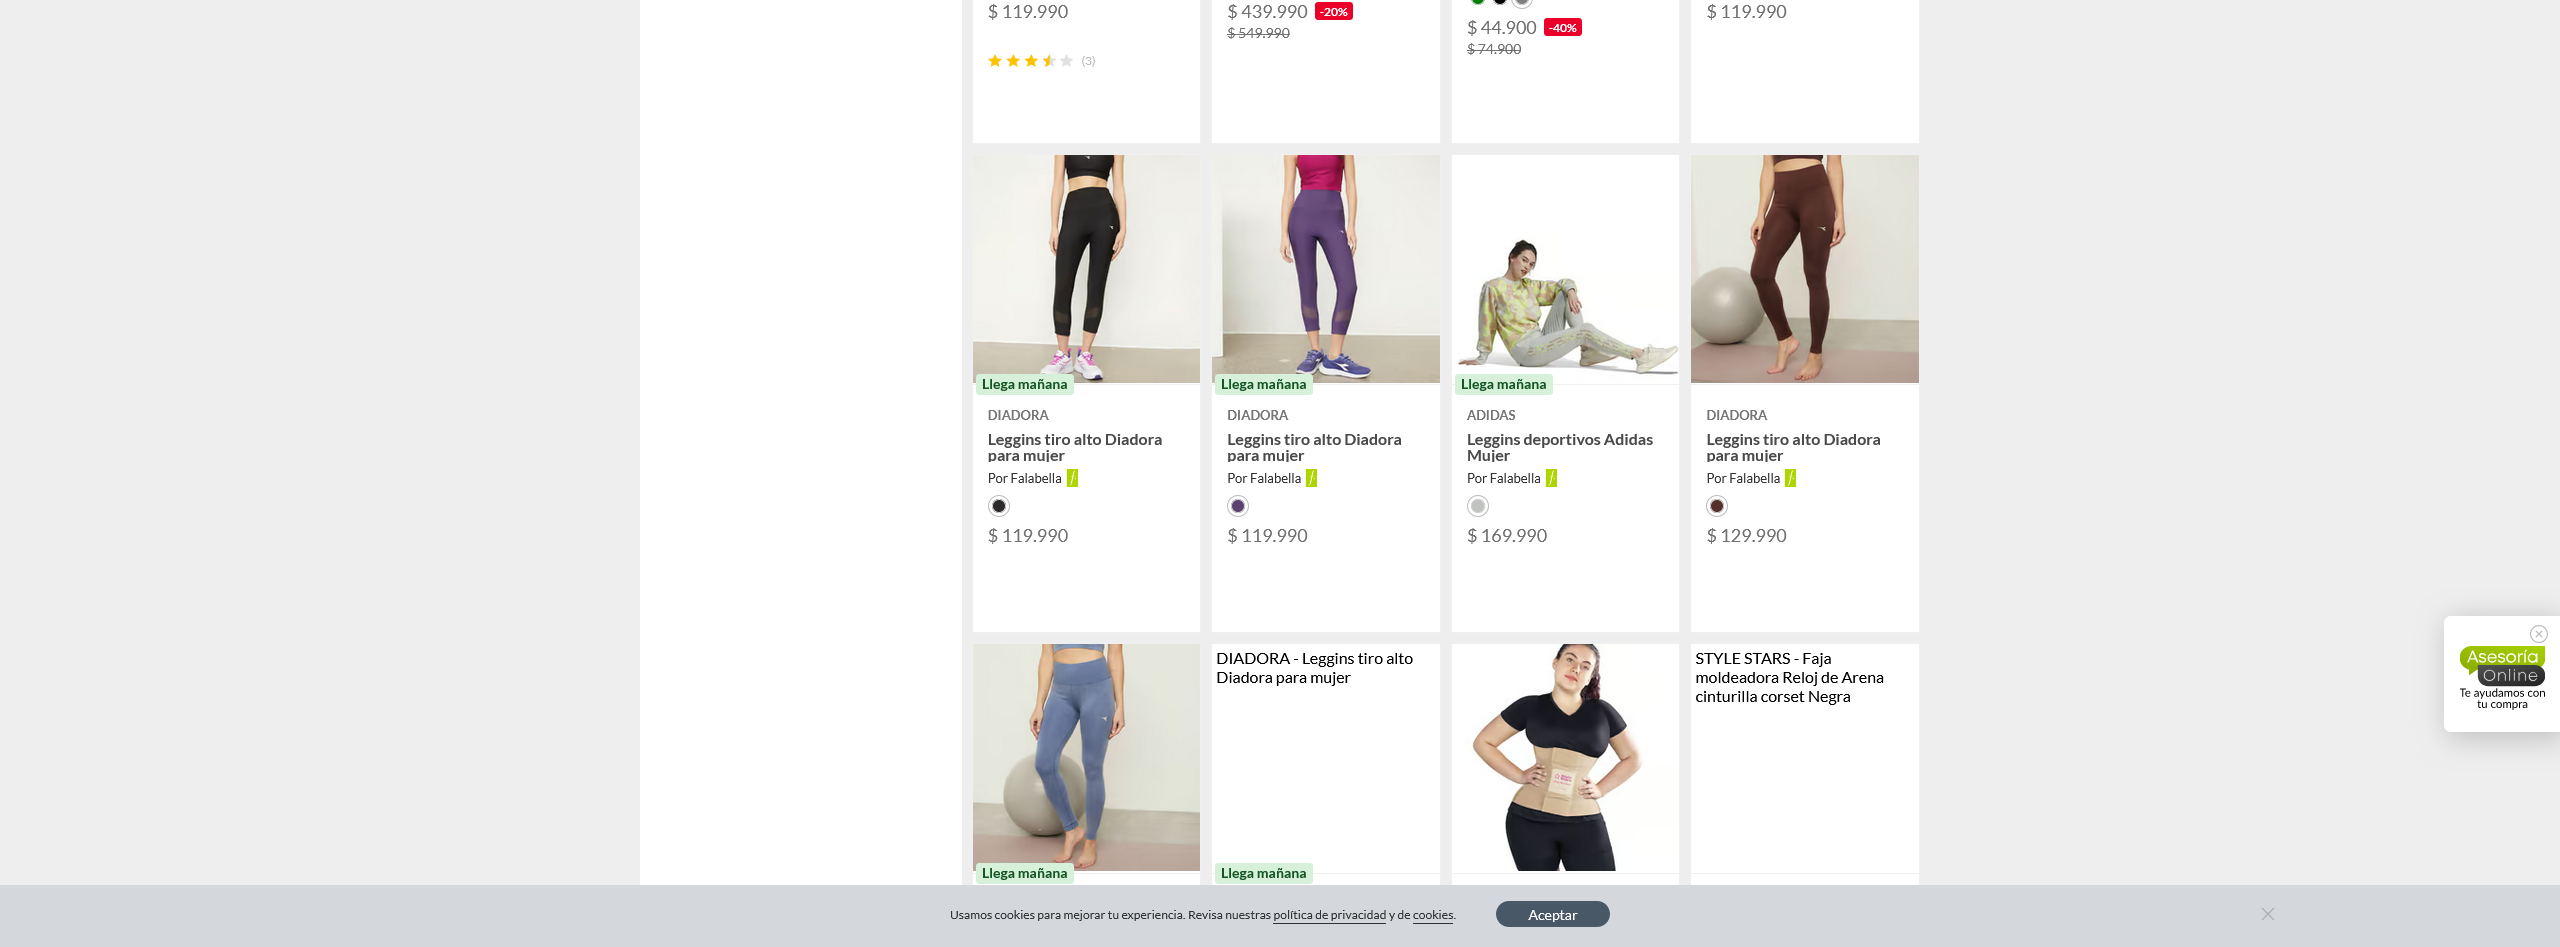 $ 119.990
$ 439.990 -20%
$ 44.900 -40%
$ 119.990
$ 549.990
$ 74.900
(3)
Llega mañana
Llega mañana
Llega mañana
DIADORA
DIADORA
ADIDAS
DIADORA
Leggins tiro alto Diadora
para mujer
Leggins tiro alto Diadora
para mujer
Leggins deportivos Adidas
Mujer
Leggins tiro alto Diadora
para mujer
Por Falabella
Por Falabella
Por Falabella
Por Falabella
$ 119.990
$ 119.990
$ 169.990
$ 129.990
DIADORA - Leggins tiro alto
Diadora para mujer
STYLE STARS - Faja
moldeadora Reloj de Arena
cinturilla corset Negra
Asesoría
Online
Te ayudamos con
tu compra
Llega mañana
Llega mañana
Usamos cookies para mejorar tu experiencia. Revisa nuestras política de privacidad y de cookies.
Aceptar